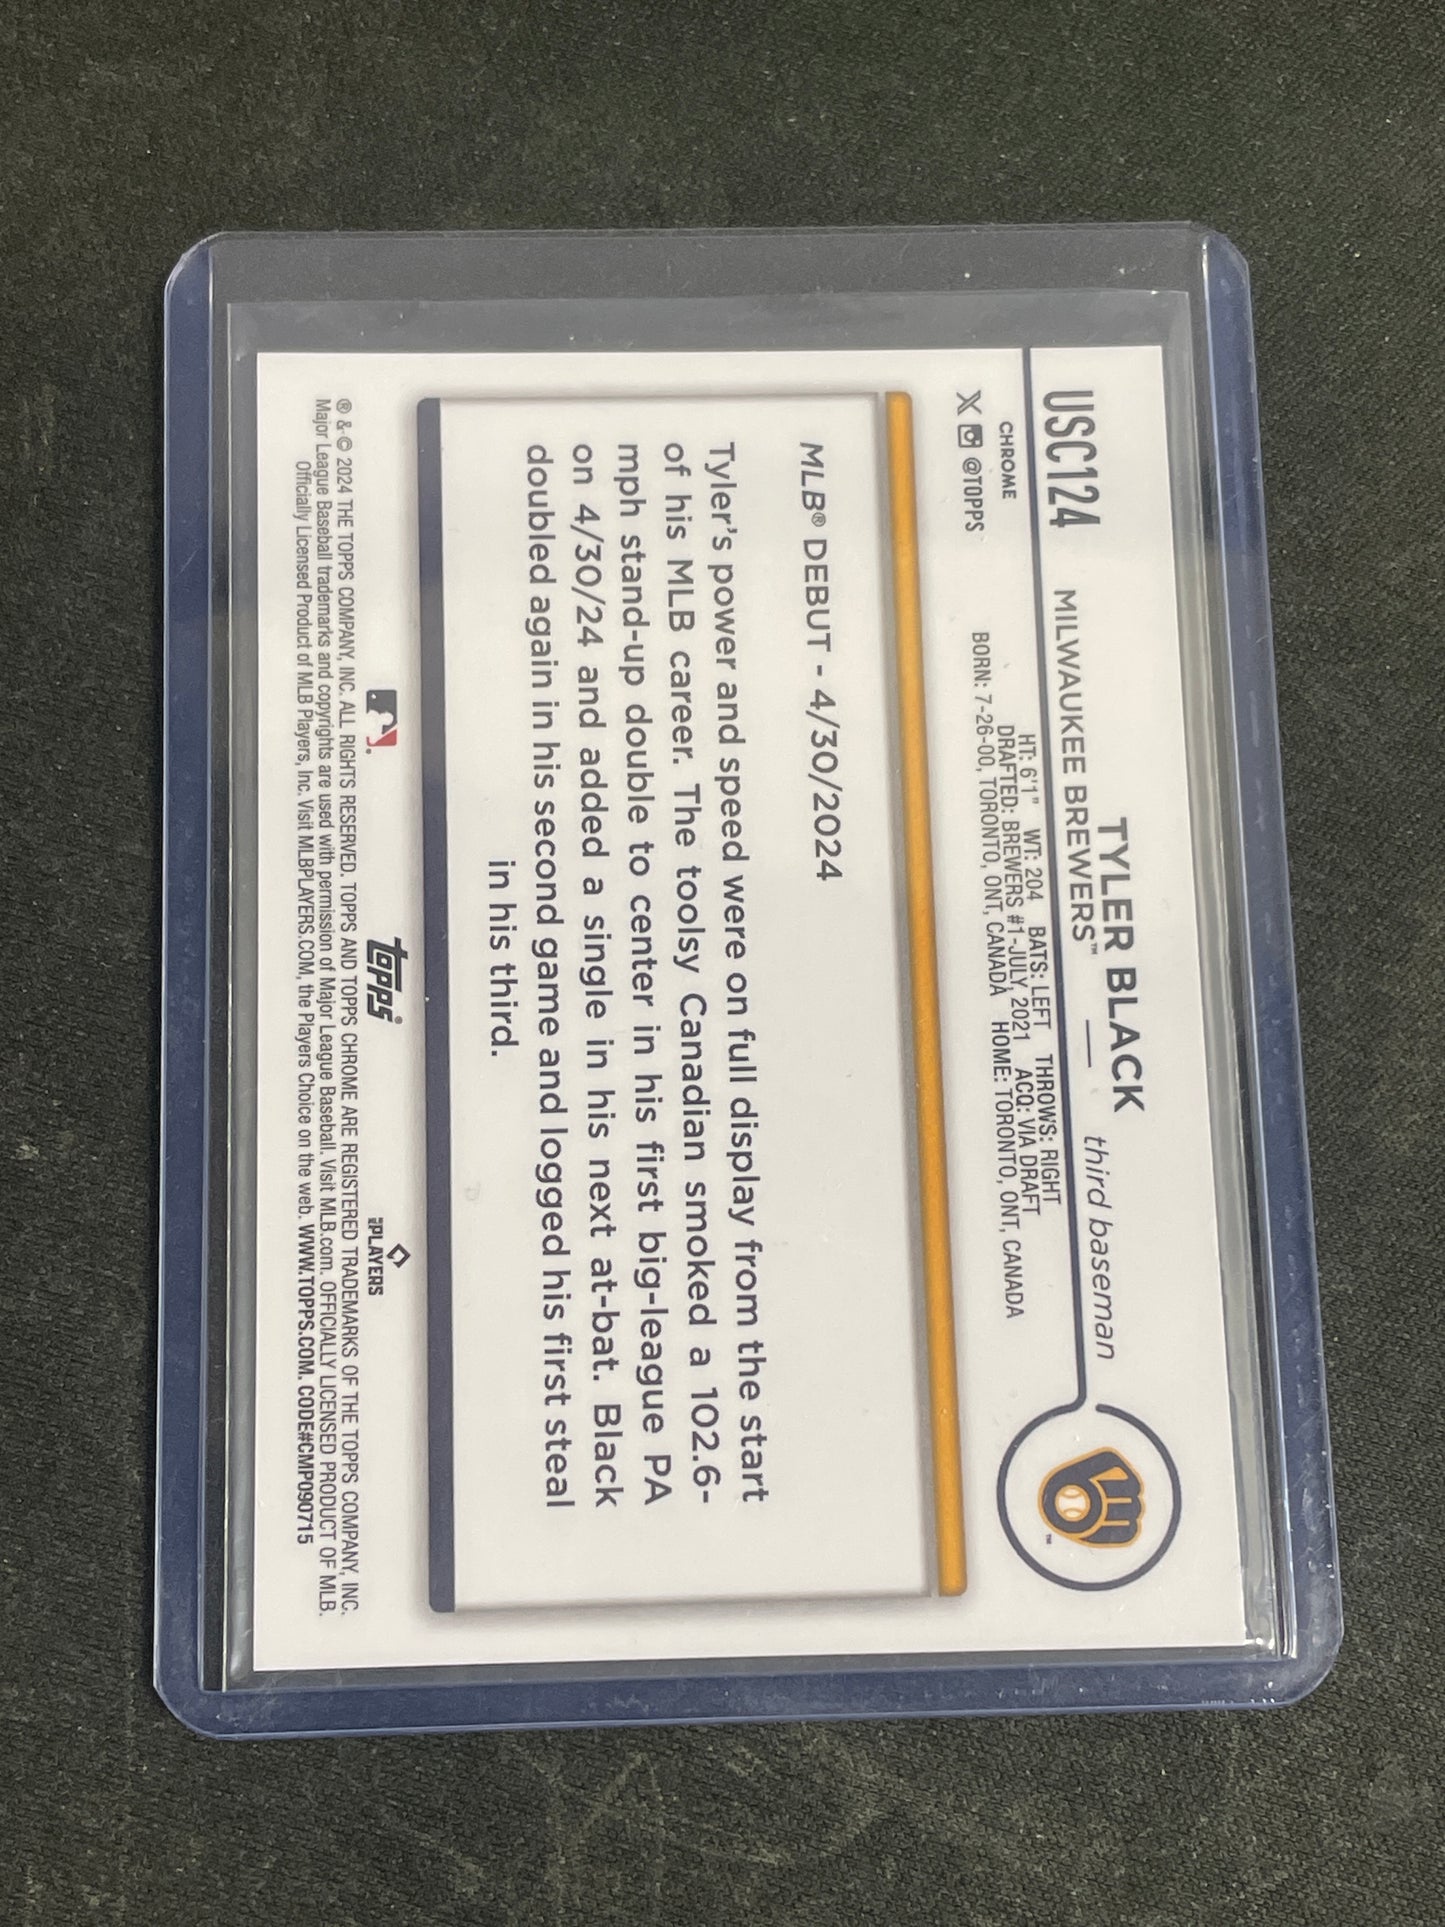 USC124
TYLER BLACK — third baseman
MILWAUKEE BREWERS™
CHROME
HT: 6'1" WT: 204 BATS: LEFT THROWS: RIGHT
DRAFTED: BREWERS #1-JULY, 2021 ACQ: VIA DRAFT
BORN: 7-26-00, TORONTO, ONT, CANADA HOME: TORONTO, ONT, CANADA
X @TOPPS
™
MLB® DEBUT - 4/30/2024
Tyler's power and speed were on full display from the start
of his MLB career. The toolsy Canadian smoked a 102.6-
mph stand-up double to center in his first big-league PA
on 4/30/24 and added a single in his next at-bat. Black
doubled again in his second game and logged his first steal
in his third.
topps®
MLB PLAYERS
® & © 2024 THE TOPPS COMPANY, INC. ALL RIGHTS RESERVED. TOPPS AND TOPPS CHROME ARE REGISTERED TRADEMARKS OF THE TOPPS COMPANY, INC.
Major League Baseball trademarks and copyrights are used with permission of Major League Baseball. Visit MLB.com. OFFICIALLY LICENSED PRODUCT OF MLB.
Officially Licensed Product of MLB Players, Inc. Visit MLBPLAYERS.COM, the Players Choice on the web. WWW.TOPPS.COM. CODE#CMP090715